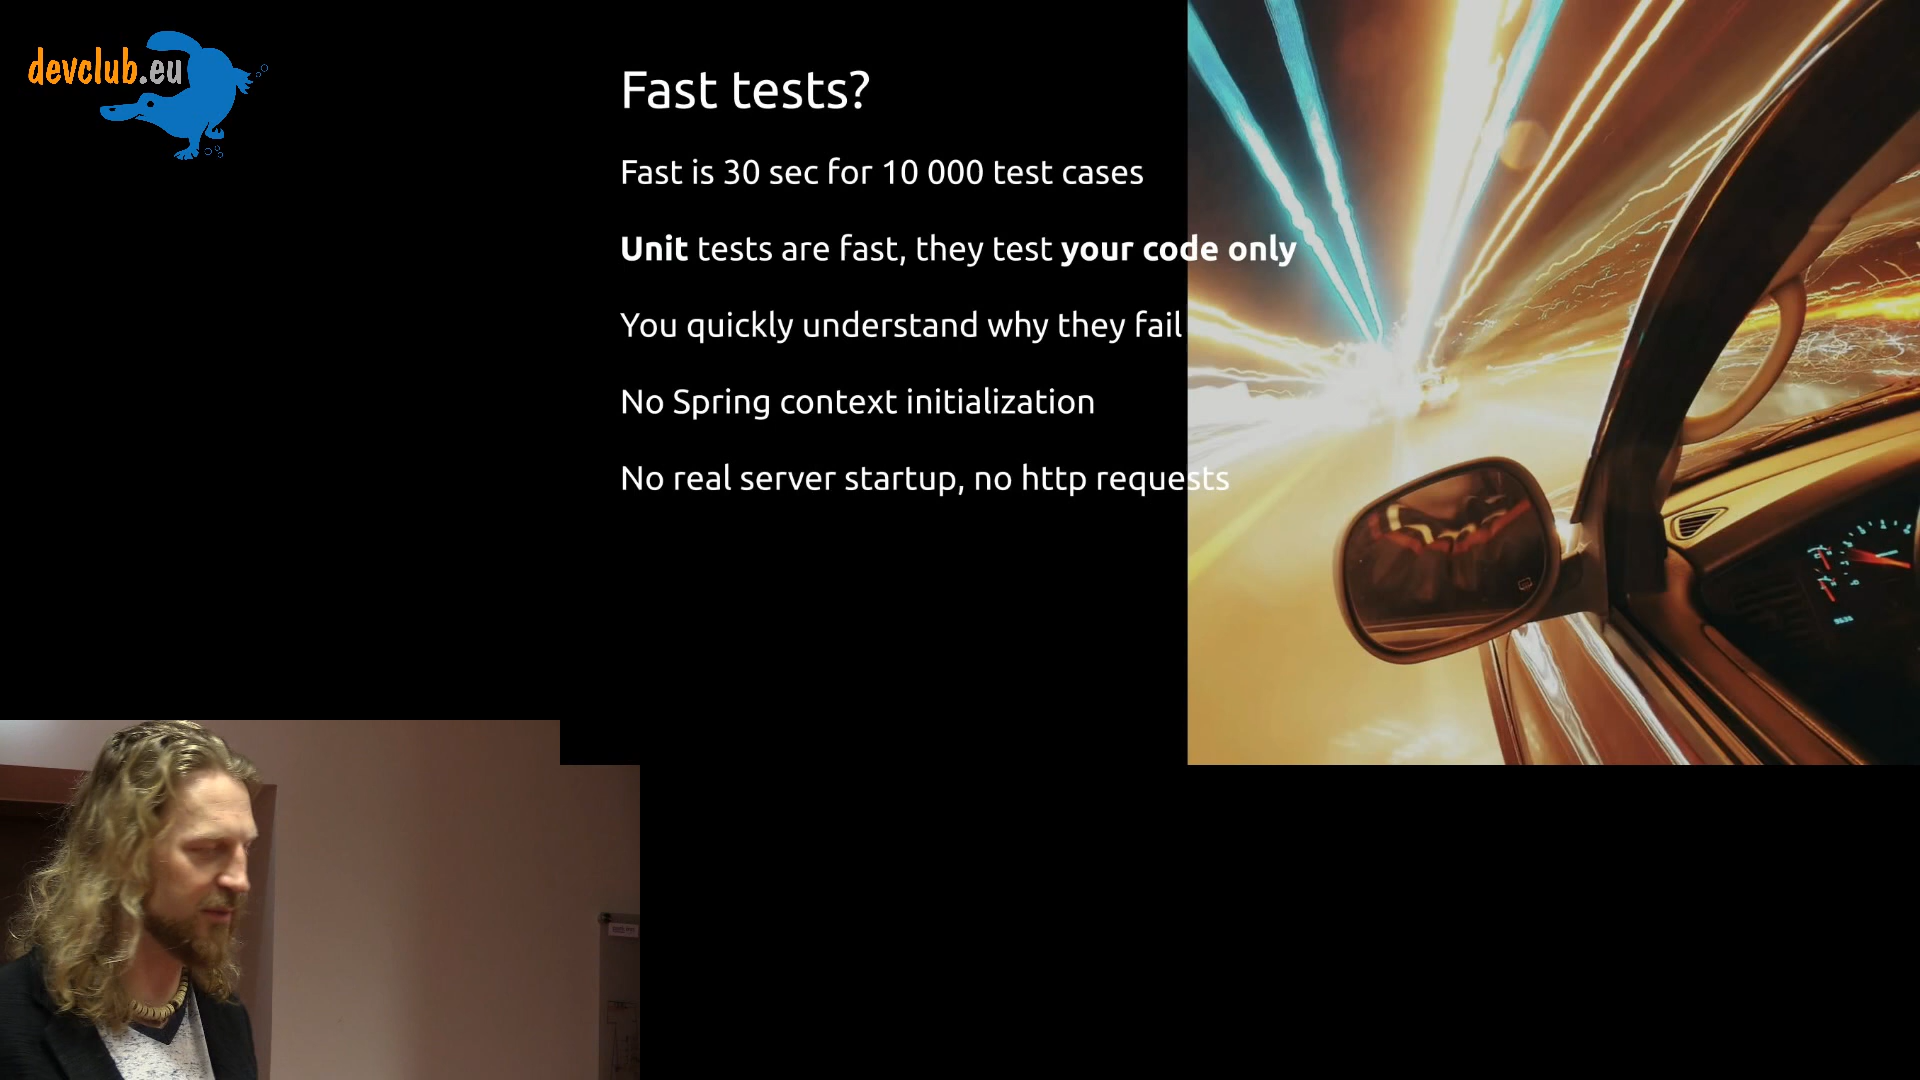 devclub.eu
Fast tests?
Fast is 30 sec for 10 000 test cases
Unit tests are fast, they test your code only
You quickly understand why they fail
No Spring context initialization
No real server startup, no http requests